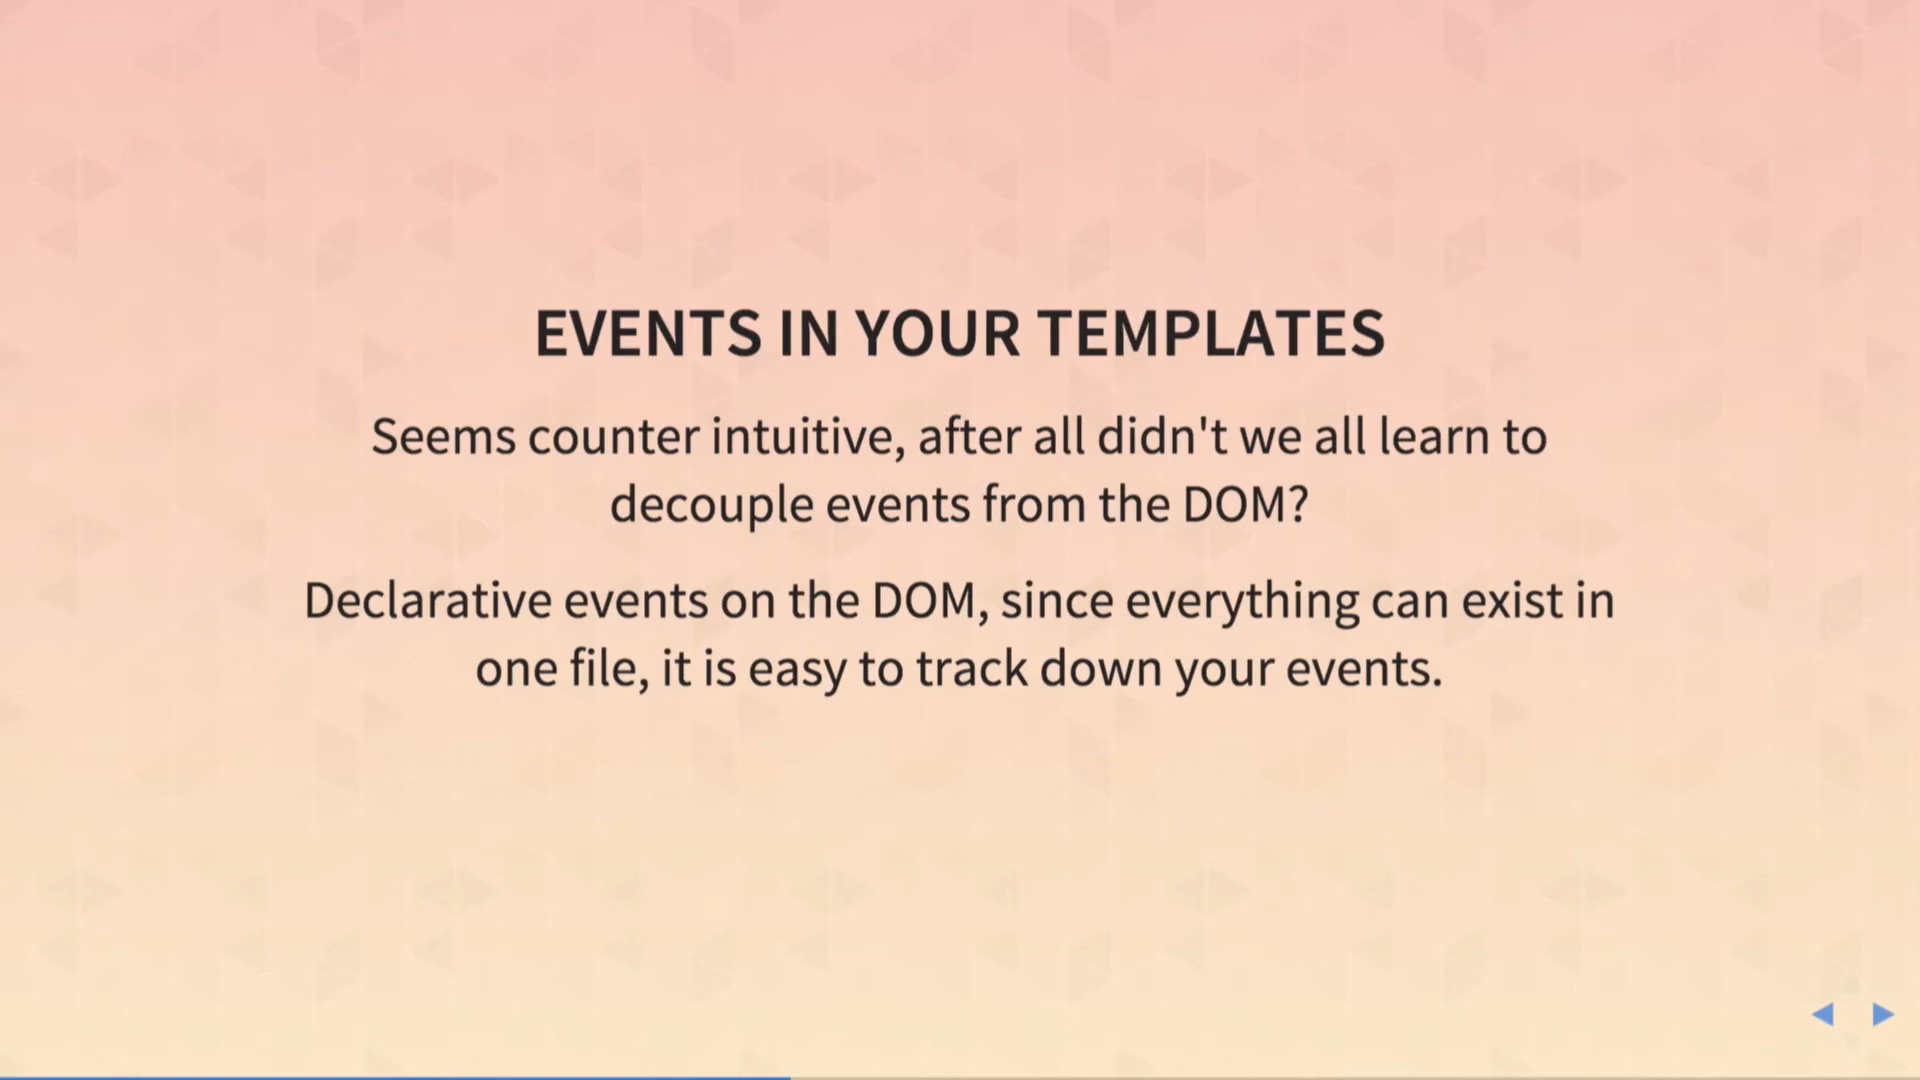 EVENTS IN YOUR TEMPLATES
Seems counter intuitive, after all didn't we all learn to
decouple events from the DOM?
Declarative events on the DOM, since everything can exist in
one file, it is easy to track down your events.